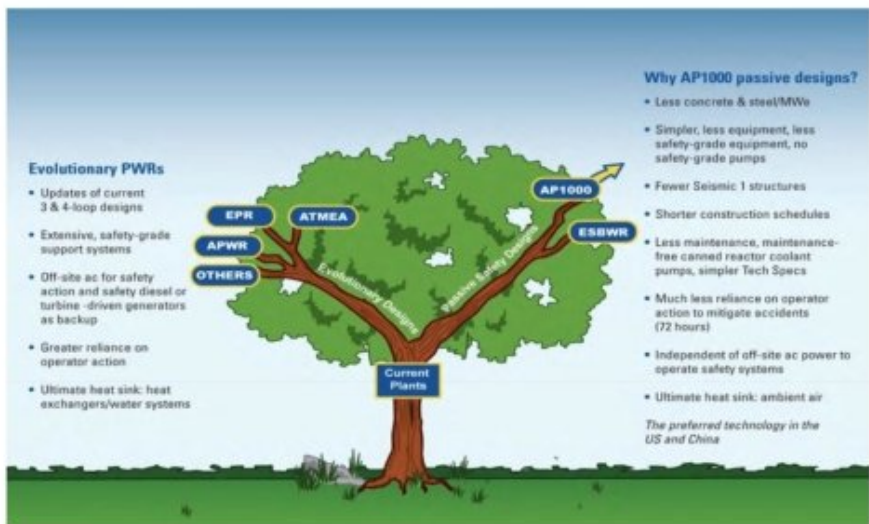 Evolutionary PWRs
• Updates of current
3 & 4-loop designs
• Extensive, safety-grade
support systems
• Off-site ac for safety
action and safety diesel or
turbine -driven generators
as backup
• Greater reliance on
operator action
• Ultimate heat sink: heat
exchangers/water systems
EPR
ATMEA
APWR
OTHERS
Evolutionary Designs
Current
Plants
Passive Safety Designs
AP1000
ESBWR
Why AP1000 passive designs?
• Less concrete & steel/MWe
• Simpler, less equipment, less
safety-grade equipment, no
safety-grade pumps
• Fewer Seismic 1 structures
• Shorter construction schedules
• Less maintenance, maintenance-
free canned reactor coolant
pumps, simpler Tech Specs
• Much less reliance on operator
action to mitigate accidents
(72 hours)
• Independent of off-site ac power to
operate safety systems
• Ultimate heat sink: ambient air
The preferred technology in the
US and China